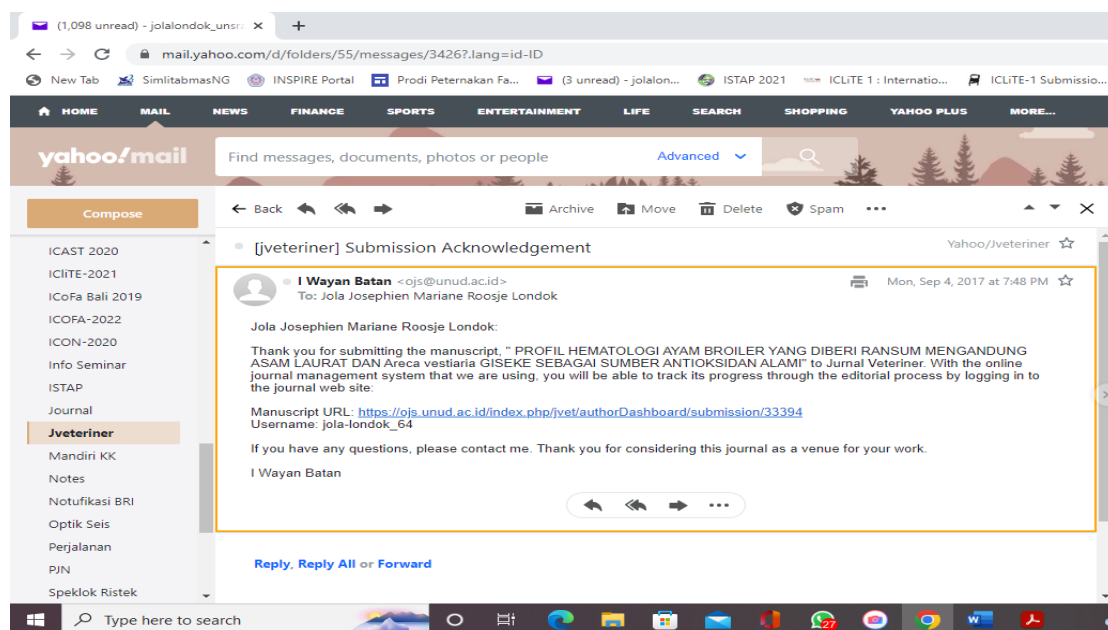 (1,098 unread) - jolalondok_unsra
mail.yahoo.com/d/folders/55/messages/3426?.lang=id-ID
New Tab SimlitabmasNG INSPIRE Portal Prodi Peternakan Fa... (3 unread) - jolalon... ISTAP 2021 ICLiTE 1 : Internatio... ICLiTE-1 Submissio...
HOME MAIL NEWS FINANCE SPORTS ENTERTAINMENT LIFE SEARCH SHOPPING YAHOO PLUS MORE...
yahoo!mail
Find messages, documents, photos or people Advanced
Compose
Back Archive Move Delete Spam
ICAST 2020
ICliTE-2021
ICoFa Bali 2019
ICOFA-2022
ICON-2020
Info Seminar
ISTAP
Journal
Jveteriner
Mandiri KK
Notes
Notufikasi BRI
Optik Seis
Perjalanan
PJN
Speklok Ristek
[jveteriner] Submission Acknowledgement Yahoo/Jveteriner
I Wayan Batan <ojs@unud.ac.id> Mon, Sep 4, 2017 at 7:48 PM
To: Jola Josephien Mariane Roosje Londok
Jola Josephien Mariane Roosje Londok:
Thank you for submitting the manuscript, " PROFIL HEMATOLOGI AYAM BROILER YANG DIBERI RANSUM MENGANDUNG
ASAM LAURAT DAN Areca vestiaria GISEKE SEBAGAI SUMBER ANTIOKSIDAN ALAMI" to Jurnal Veteriner. With the online
journal management system that we are using, you will be able to track its progress through the editorial process by logging in to
the journal web site:
Manuscript URL: https://ojs.unud.ac.id/index.php/jvet/authorDashboard/submission/33394
Username: jola-londok_64
If you have any questions, please contact me. Thank you for considering this journal as a venue for your work.
I Wayan Batan
Reply, Reply All or Forward
Type here to search
27